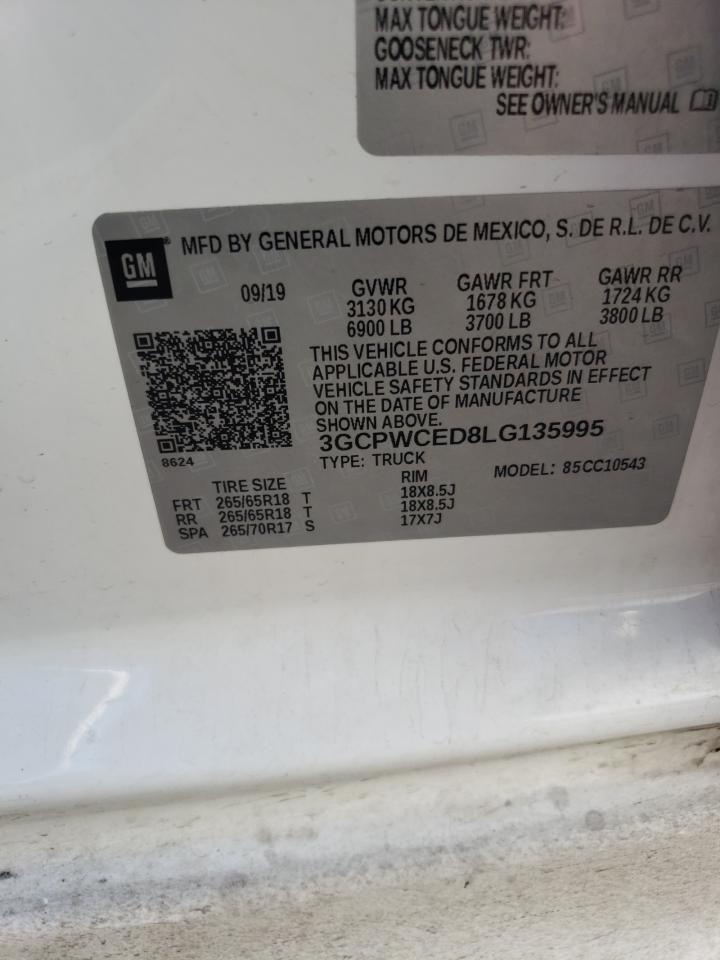 MAX TONGUE WEIGHT:
GOOSENECK TWR:
MAX TONGUE WEIGHT:
SEE OWNER'S MANUAL
GM® MFD BY GENERAL MOTORS DE MEXICO, S. DE R.L. DE C.V.
09/19 GVWR GAWR FRT GAWR RR
3130 KG 1678 KG 1724 KG
6900 LB 3700 LB 3800 LB
THIS VEHICLE CONFORMS TO ALL
APPLICABLE U.S. FEDERAL MOTOR
VEHICLE SAFETY STANDARDS IN EFFECT
ON THE DATE OF MANUFACTURE
SHOWN ABOVE.
3GCPWCED8LG135995
8624
TYPE: TRUCK MODEL: 85CC10543
TIRE SIZE RIM
FRT 265/65R18 T 18X8.5J
RR 265/65R18 T 18X8.5J
SPA 265/70R17 S 17X7J